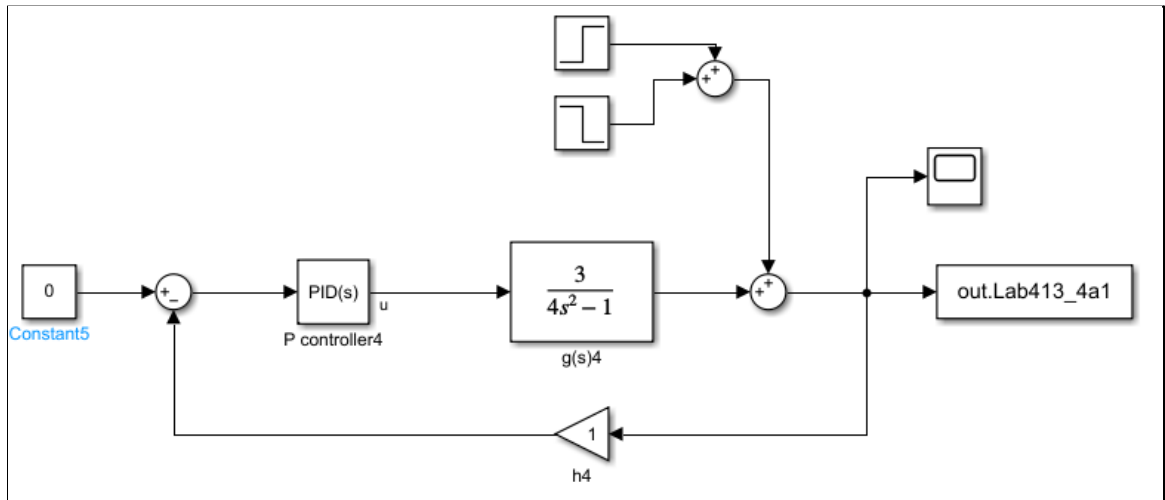 0
Constant5
PID(s)
u
P controller4
3
4s² − 1
g(s)4
out.Lab413_4a1
1
h4